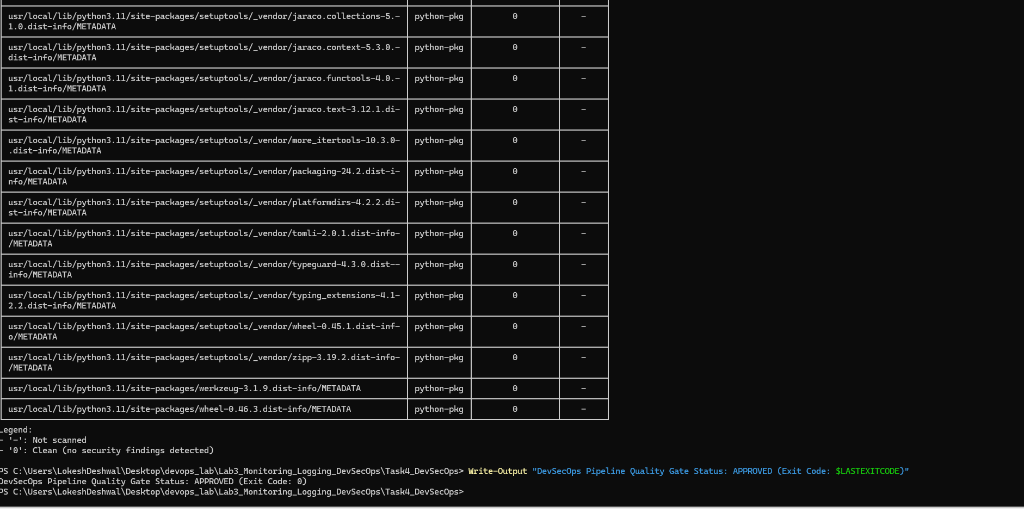 usr/local/lib/python3.11/site-packages/setuptools/_vendor/jaraco.collections-5.- python-pkg 0 -
1.0.dist-info/METADATA
usr/local/lib/python3.11/site-packages/setuptools/_vendor/jaraco.context-5.3.0.- python-pkg 0 -
dist-info/METADATA
usr/local/lib/python3.11/site-packages/setuptools/_vendor/jaraco.functools-4.0.- python-pkg 0 -
1.dist-info/METADATA
usr/local/lib/python3.11/site-packages/setuptools/_vendor/jaraco.text-3.12.1.di- python-pkg 0 -
st-info/METADATA
usr/local/lib/python3.11/site-packages/setuptools/_vendor/more_itertools-10.3.0- python-pkg 0 -
.dist-info/METADATA
usr/local/lib/python3.11/site-packages/setuptools/_vendor/packaging-24.2.dist-i- python-pkg 0 -
nfo/METADATA
usr/local/lib/python3.11/site-packages/setuptools/_vendor/platformdirs-4.2.2.di- python-pkg 0 -
st-info/METADATA
usr/local/lib/python3.11/site-packages/setuptools/_vendor/tomli-2.0.1.dist-info- python-pkg 0 -
/METADATA
usr/local/lib/python3.11/site-packages/setuptools/_vendor/typeguard-4.3.0.dist-- python-pkg 0 -
info/METADATA
usr/local/lib/python3.11/site-packages/setuptools/_vendor/typing_extensions-4.1- python-pkg 0 -
2.2.dist-info/METADATA
usr/local/lib/python3.11/site-packages/setuptools/_vendor/wheel-0.45.1.dist-inf- python-pkg 0 -
o/METADATA
usr/local/lib/python3.11/site-packages/setuptools/_vendor/zipp-3.19.2.dist-info- python-pkg 0 -
/METADATA
usr/local/lib/python3.11/site-packages/werkzeug-3.1.9.dist-info/METADATA python-pkg 0 -
usr/local/lib/python3.11/site-packages/wheel-0.46.3.dist-info/METADATA python-pkg 0 -
Legend:
- '-': Not scanned
- '0': Clean (no security findings detected)
PS C:\Users\LokeshDeshwal\Desktop\devops_lab\Lab3_Monitoring_Logging_DevSecOps\Task4_DevSecOps> Write-Output "DevSecOps Pipeline Quality Gate Status: APPROVED (Exit Code: $LASTEXITCODE)"
DevSecOps Pipeline Quality Gate Status: APPROVED (Exit Code: 0)
PS C:\Users\LokeshDeshwal\Desktop\devops_lab\Lab3_Monitoring_Logging_DevSecOps\Task4_DevSecOps>